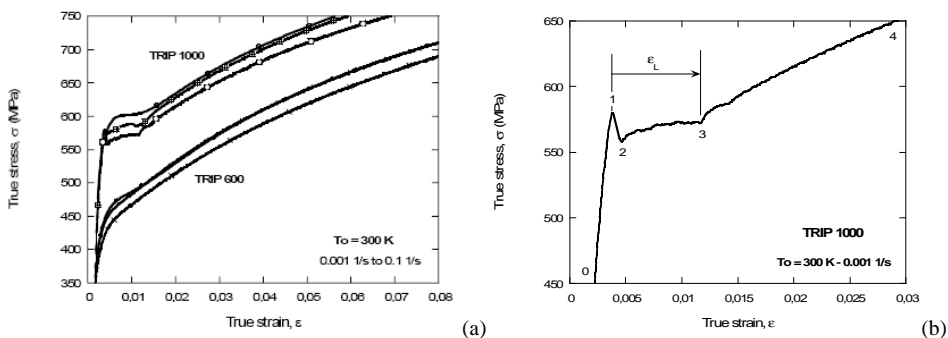 750
700
650
600
550
500
450
400
350
True stress, σ (MPa)
TRIP 1000
TRIP 600
To = 300 K
0.001 1/s to 0.1 1/s
0 0,01 0,02 0,03 0,04 0,05 0,06 0,07 0,08
True strain, ε
(a)
650
600
550
500
450
True stress, σ (MPa)
ε_L
1
2
3
4
0
TRIP 1000
To = 300 K - 0.001 1/s
0 0,005 0,01 0,015 0,02 0,025 0,03
True strain, ε
(b)